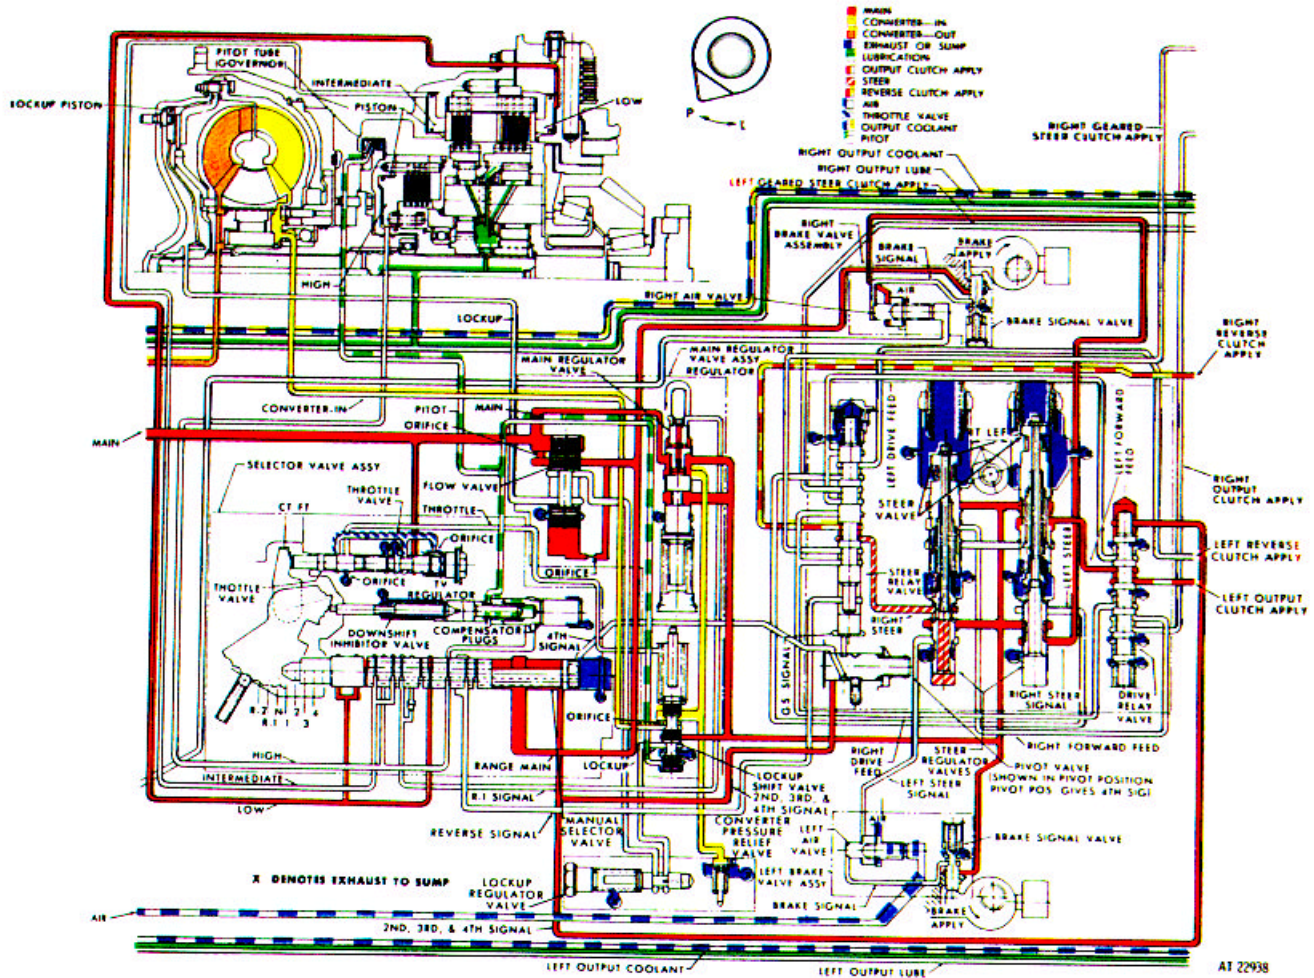 MAIN
CONVERTER-IN
CONVERTER-OUT
EXHAUST OR SUMP
LUBRICATION
OUTPUT CLUTCH APPLY
STEER
REVERSE CLUTCH APPLY
AIR
THROTTLE VALVE
OUTPUT COOLANT
PITOT
PITOT TUBE
(GOVERNOR)
INTERMEDIATE
PISTON
LOW
LOCKUP PISTON
P
L
RIGHT GEARED
STEER CLUTCH APPLY
RIGHT OUTPUT COOLANT
RIGHT OUTPUT LUBE
LEFT GEARED STEER CLUTCH APPLY
RIGHT
BRAKE VALVE
ASSEMBLY
BRAKE
SIGNAL
BRAKE
APPLY
HIGH
RIGHT AIR VALVE
AIR
LOCKUP
BRAKE SIGNAL VALVE
RIGHT
REVERSE
CLUTCH
APPLY
MAIN REGULATOR
VALVE
MAIN REGULATOR
VALVE ASSY
REGULATOR
CONVERTER-IN
PITOT
ORIFICE
MAIN
MAIN
LEFT DRIVE FEED
LEFT
LEFT FORWARD
FEED
SELECTOR VALVE ASSY
FLOW VALVE
THROTTLE
VALVE
THROTTLE
STEER
VALVE
RIGHT
OUTPUT
CLUTCH APPLY
CT FT
ORIFICE
ORIFICE
ORIFICE
TV
REGULATOR
THOTTLE
VALVE
STEER
RELAY
VALVE
LEFT STEER
LEFT REVERSE
CLUTCH APPLY
LEFT OUTPUT
CLUTCH APPLY
RIGHT
STEER
DOWNSHIFT
INHIBITOR VALVE
COMPENSATOR
PLUGS
4TH
SIGNAL
G S SIGNAL
RIGHT STEER
SIGNAL
DRIVE
RELAY
VALVE
R-2 N 2 4
R-1 1 3
ORIFICE
HIGH
RANGE MAIN
LOCKUP
RIGHT
DRIVE
FEED
STEER
REGULATOR
VALVES
RIGHT FORWARD FEED
PIVOT VALVE
(SHOWN IN PIVOT POSITION
PIVOT POS. GIVES 4TH SIG)
INTERMEDIATE
LOW
R.1 SIGNAL
LOCKUP
SHIFT VALVE
2ND, 3RD, &
4TH SIGNAL
LEFT STEER
SIGNAL
REVERSE SIGNAL
MANUAL
SELECTOR
VALVE
CONVERTER
PRESSURE
RELIEF
VALVE
AIR
LEFT
AIR
VALVE
BRAKE SIGNAL VALVE
X DENOTES EXHAUST TO SUMP
LOCKUP
REGULATOR
VALVE
LEFT BRAKE
VALVE ASSY
BRAKE SIGNAL
BRAKE
APPLY
AIR
2ND, 3RD, & 4TH SIGNAL
LEFT OUTPUT COOLANT
LEFT OUTPUT LUBE
AT 22938